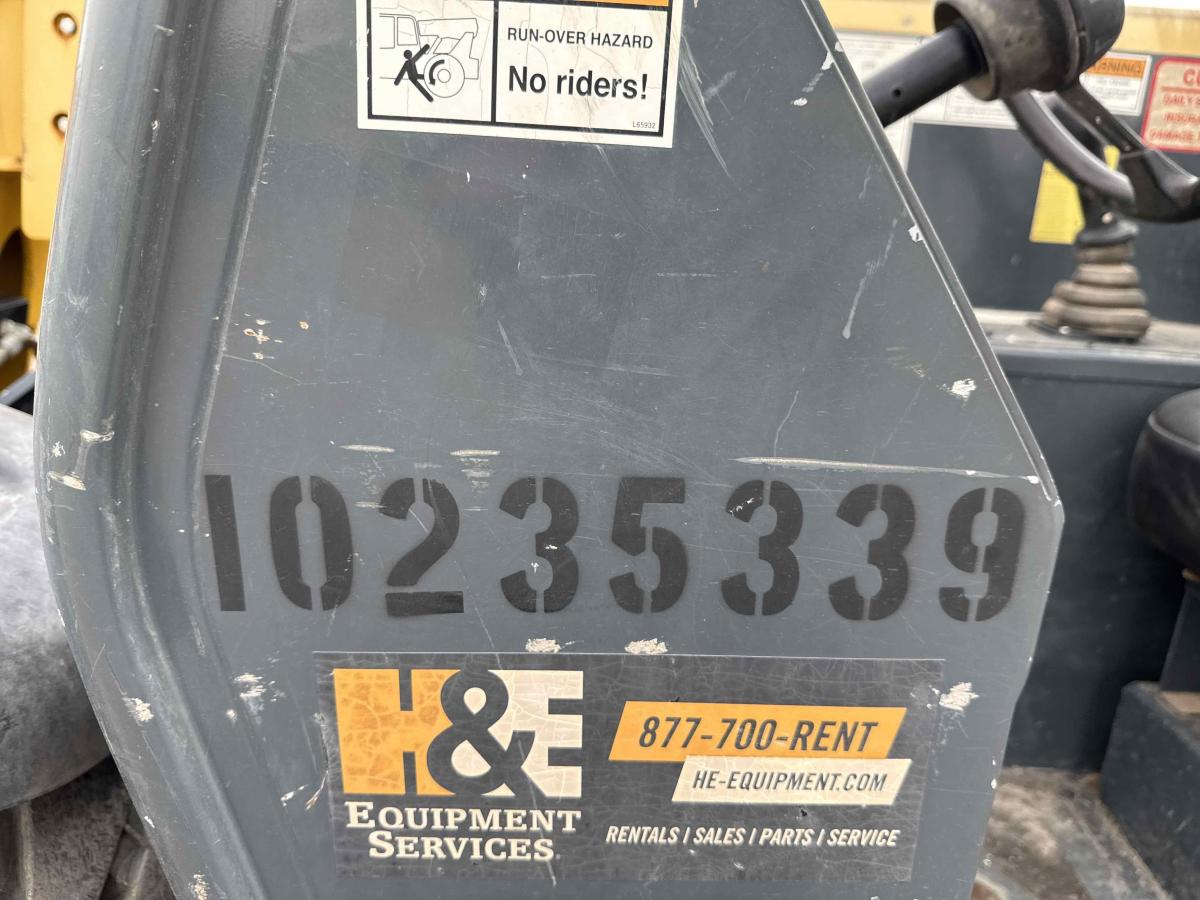 RUN-OVER HAZARD
No riders!
L65932
10235339
H&E
EQUIPMENT
SERVICES
877-700-RENT
HE-EQUIPMENT.COM
RENTALS / SALES / PARTS / SERVICE